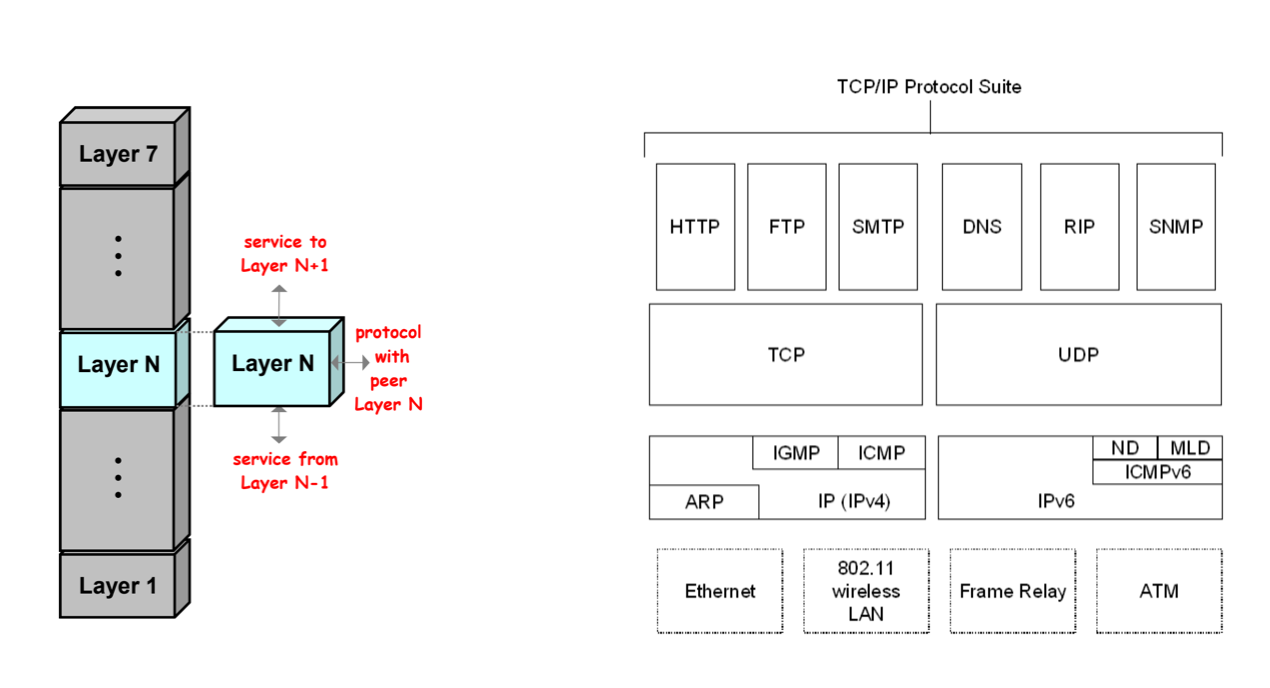 Layer 7
Layer N
Layer 1
service to
Layer N+1
Layer N
protocol
with
peer
Layer N
service from
Layer N-1
TCP/IP Protocol Suite
HTTP
FTP
SMTP
DNS
RIP
SNMP
TCP
UDP
IGMP
ICMP
ARP
IP (IPv4)
ND
MLD
ICMPv6
IPv6
Ethernet
802.11
wireless
LAN
Frame Relay
ATM